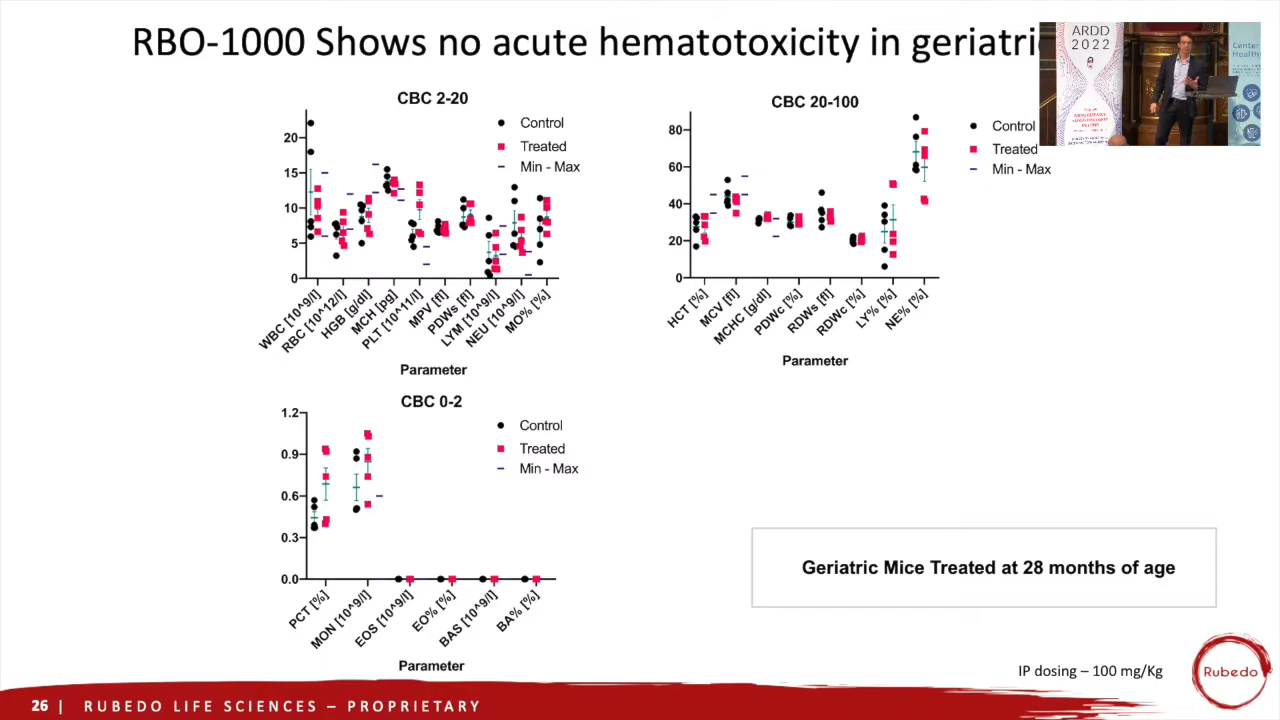 RBO-1000 Shows no acute hematotoxicity in geriatri
ARDD
2022
Center
Healthy
CBC 2-20
20
15
10
5
0
Control
Treated
Min - Max
WBC [10^9/l]
RBC [10^12/l]
HGB [g/dl]
MCH [pg]
PLT [10^11/l]
MPV [fl]
PDWs [fl]
LYM [10^9/l]
NEU [10^9/l]
MO% [%]
Parameter
CBC 20-100
80
60
40
20
0
Control
Treated
Min - Max
HCT [%]
MCV [fl]
MCHC [g/dl]
PDWc [%]
RDWs [fl]
RDWc [%]
LY% [%]
NE% [%]
Parameter
CBC 0-2
1.2
0.9
0.6
0.3
0.0
Control
Treated
Min - Max
PCT [%]
MON [10^9/l]
EOS [10^9/l]
EO% [%]
BAS [10^9/l]
BA% [%]
Parameter
Geriatric Mice Treated at 28 months of age
IP dosing – 100 mg/Kg
Rubedo
26 | RUBEDO LIFE SCIENCES – PROPRIETARY